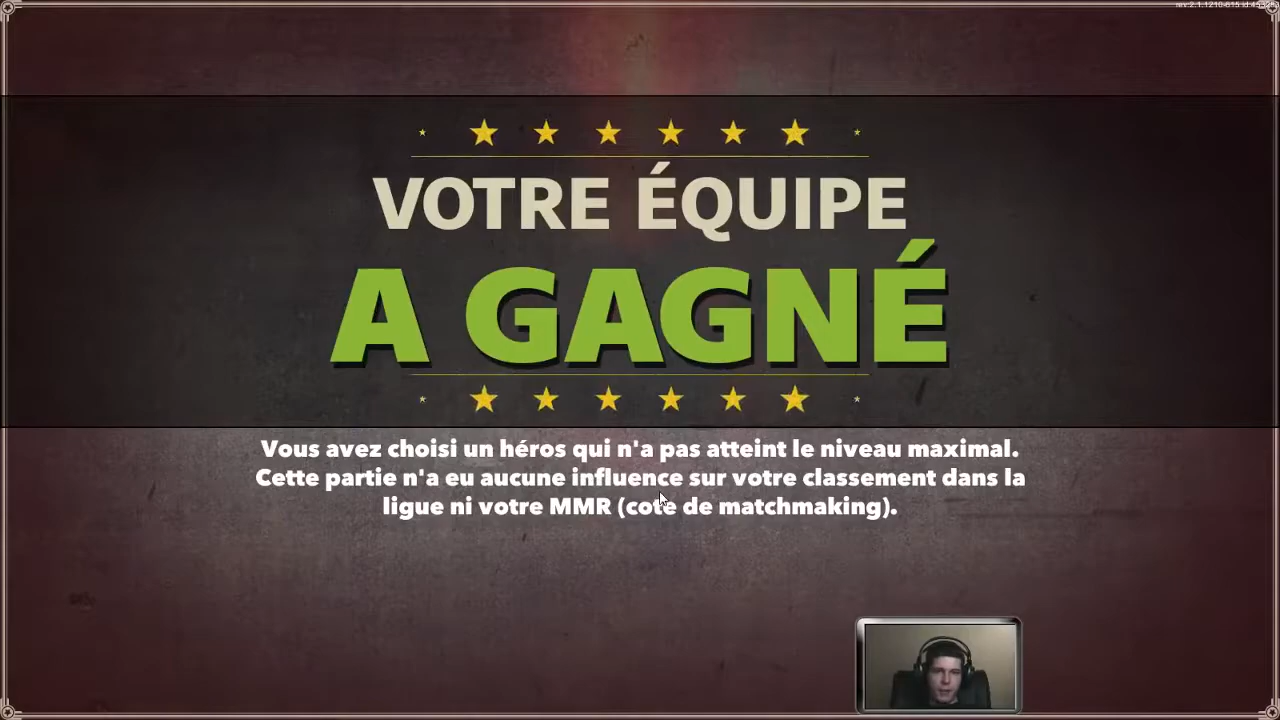 VOTRE ÉQUIPE
A GAGNÉ
Vous avez choisi un héros qui n'a pas atteint le niveau maximal.
Cette partie n'a eu aucune influence sur votre classement dans la
ligue ni votre MMR (cote de matchmaking).